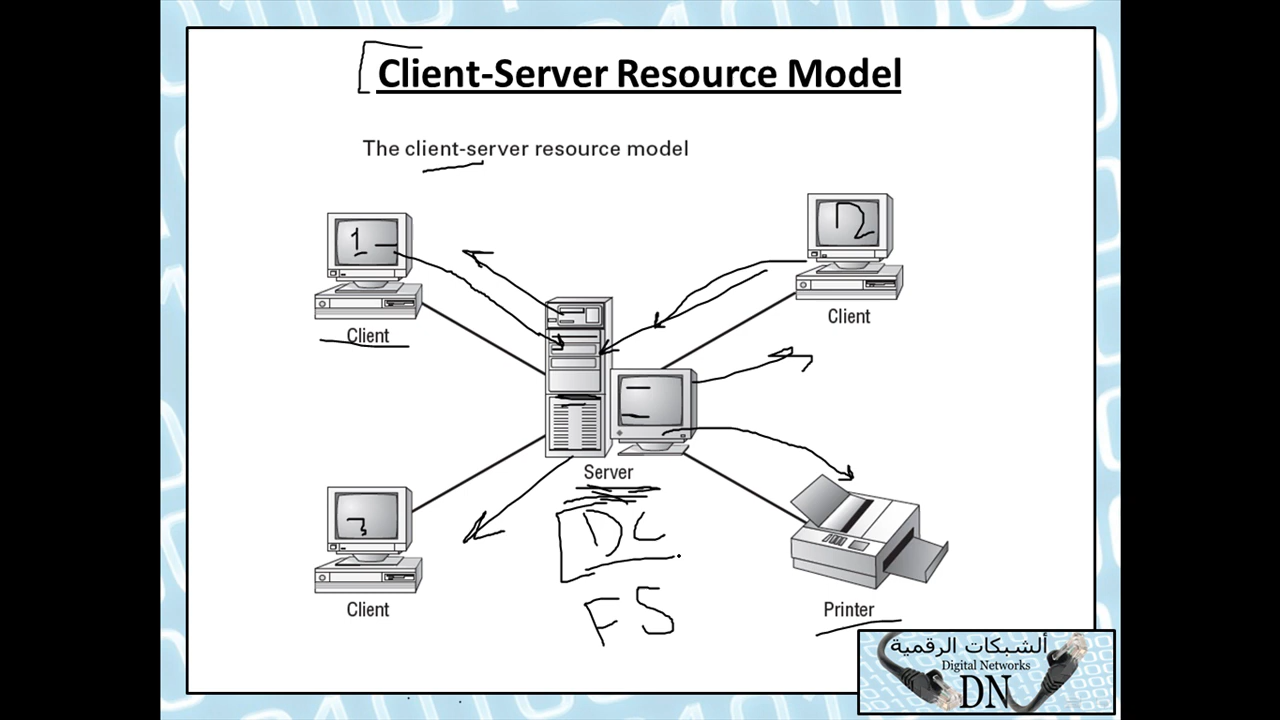 Client-Server Resource Model
The client-server resource model
1
2
Client
Client
Server
3
DC
FS
Client
Printer
ألشبكات الرقمية
Digital Networks
DN